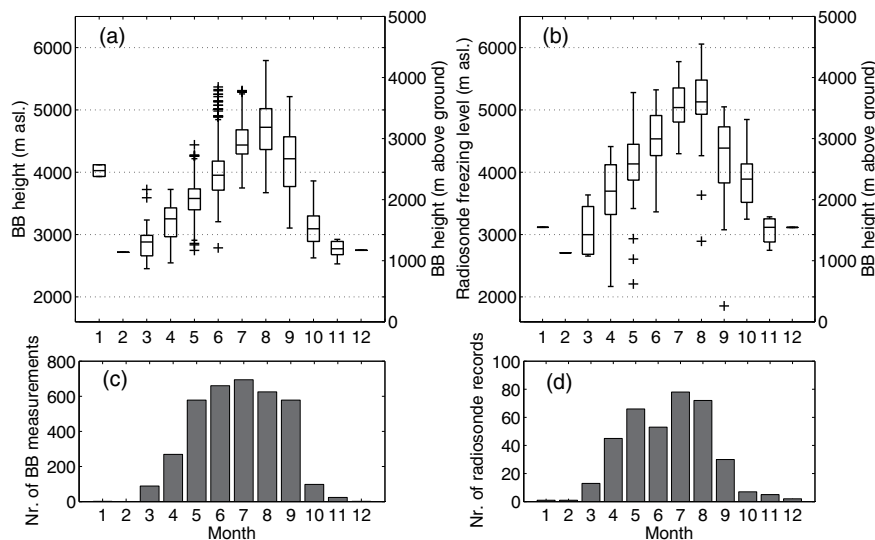 (a)
BB height (m asl.)
6000
5000
4000
3000
2000
5000
4000
3000
2000
1000
0
BB height (m above ground)
1 2 3 4 5 6 7 8 9 10 11 12
(b)
Radiosonde freezing level (m asl.)
6000
5000
4000
3000
2000
5000
4000
3000
2000
1000
0
BB height (m above ground)
1 2 3 4 5 6 7 8 9 10 11 12
(c)
Nr. of BB measurements
800
600
400
200
0
1 2 3 4 5 6 7 8 9 10 11 12
Month
(d)
Nr. of radiosonde records
100
80
60
40
20
0
1 2 3 4 5 6 7 8 9 10 11 12
Month